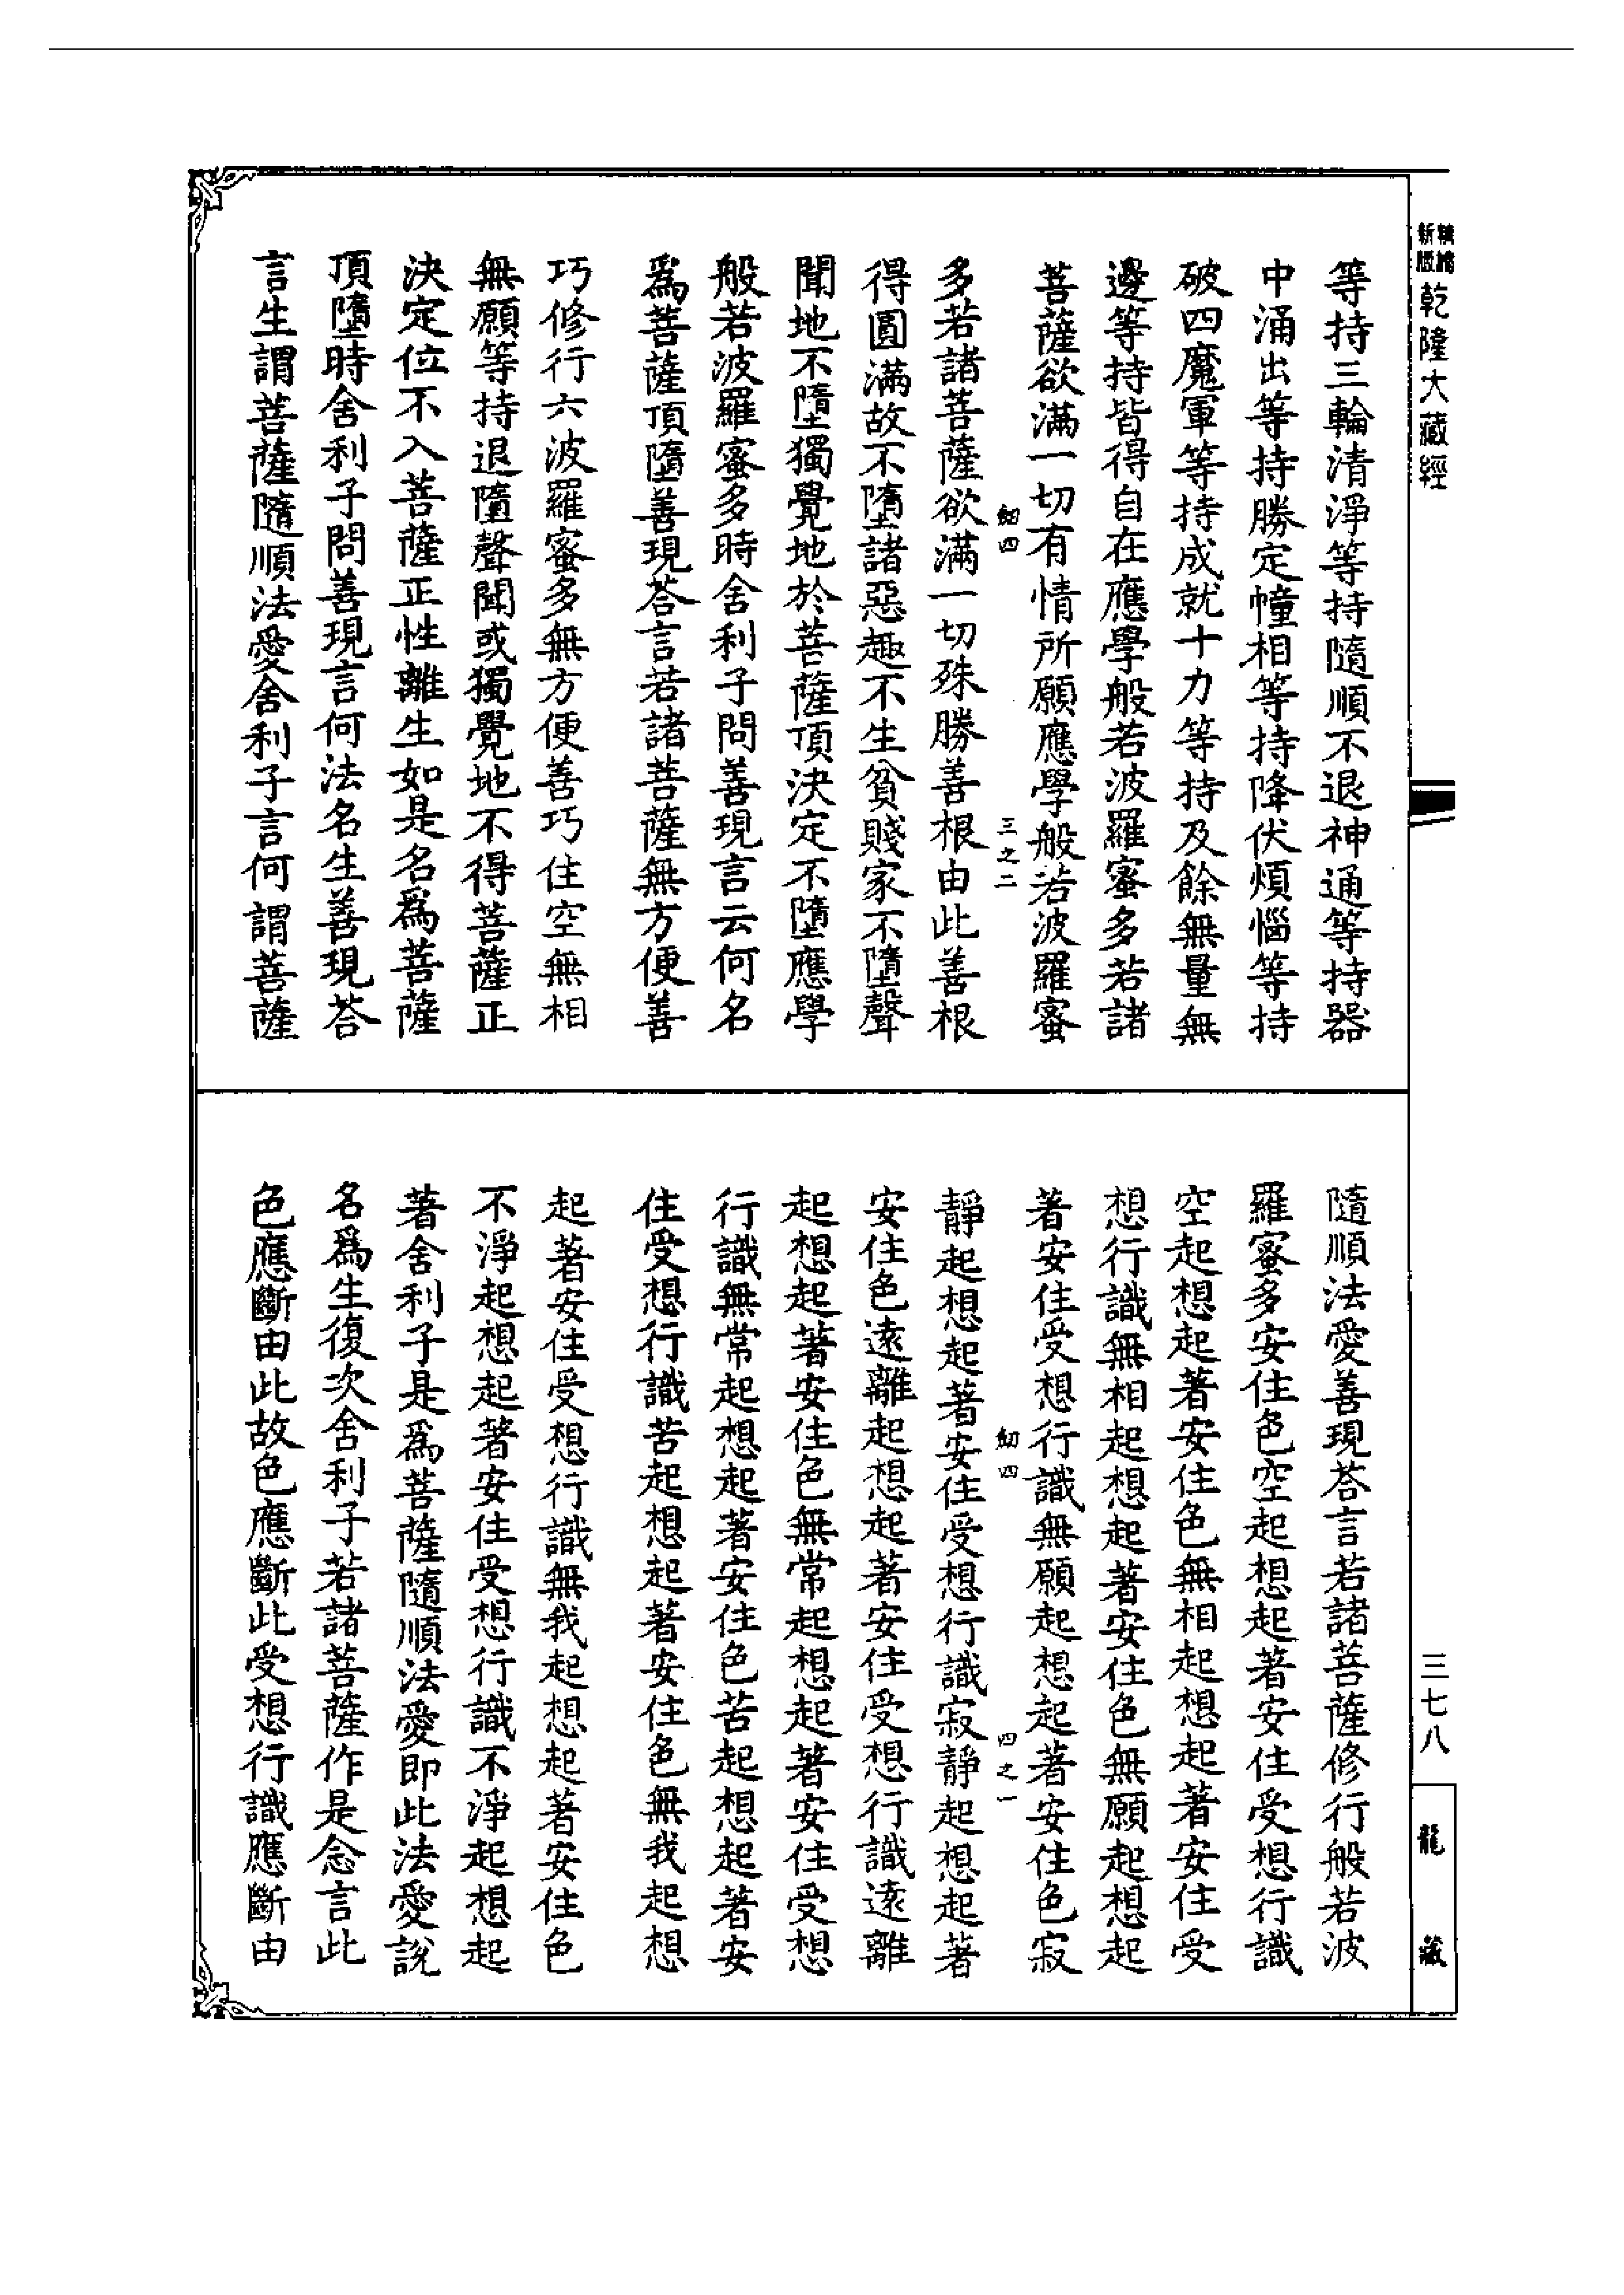 新版
精縮
乾隆大藏經
三七八
龍藏
等持三輪清淨等持隨順不退神通等持器
中涌出等持勝定幢相等持降伏煩惱等持
破四魔軍等持成就十力等持及餘無量無
邊等持皆得自在應學般若波羅蜜多若諸
菩薩欲滿一切有情所願應學般若波羅蜜
四 三之二
多若諸菩薩欲滿一切殊勝善根由此善根
得圓滿故不墮諸惡趣不生貧賤家不墮聲
聞地不墮獨覺地於菩薩頂決定不墮應學
般若波羅蜜多時舍利子問善現言云何名
為菩薩頂墮善現荅言若諸菩薩無方便善
巧修行六波羅蜜多無方便善巧住空無相
無願等持退墮聲聞或獨覺地不得菩薩正
決定位不入菩薩正性離生如是名為菩薩
頂墮時舍利子問善現言何法名生善現荅
言生謂菩薩隨順法愛舍利子言何謂菩薩
隨順法愛善現荅言若諸菩薩修行般若波
羅蜜多安住色空起想起著安住受想行識
空起想起著安住色無相起想起著安住受
想行識無相起想起著安住色無願起想起
著安住受想行識無願起想起著安住色寂
四 四之一
靜起想起著安住受想行識寂靜起想起著
安住色遠離起想起著安住受想行識遠離
起想起著安住色無常起想起著安住受想
行識無常起想起著安住色苦起想起著安
住受想行識苦起想起著安住色無我起想
起著安住受想行識無我起想起著安住色
不淨起想起著安住受想行識不淨起想起
著舍利子是為菩薩隨順法愛即此法愛說
名為生復次舍利子若諸菩薩作是念言此
色應斷由此故色應斷此受想行識應斷由